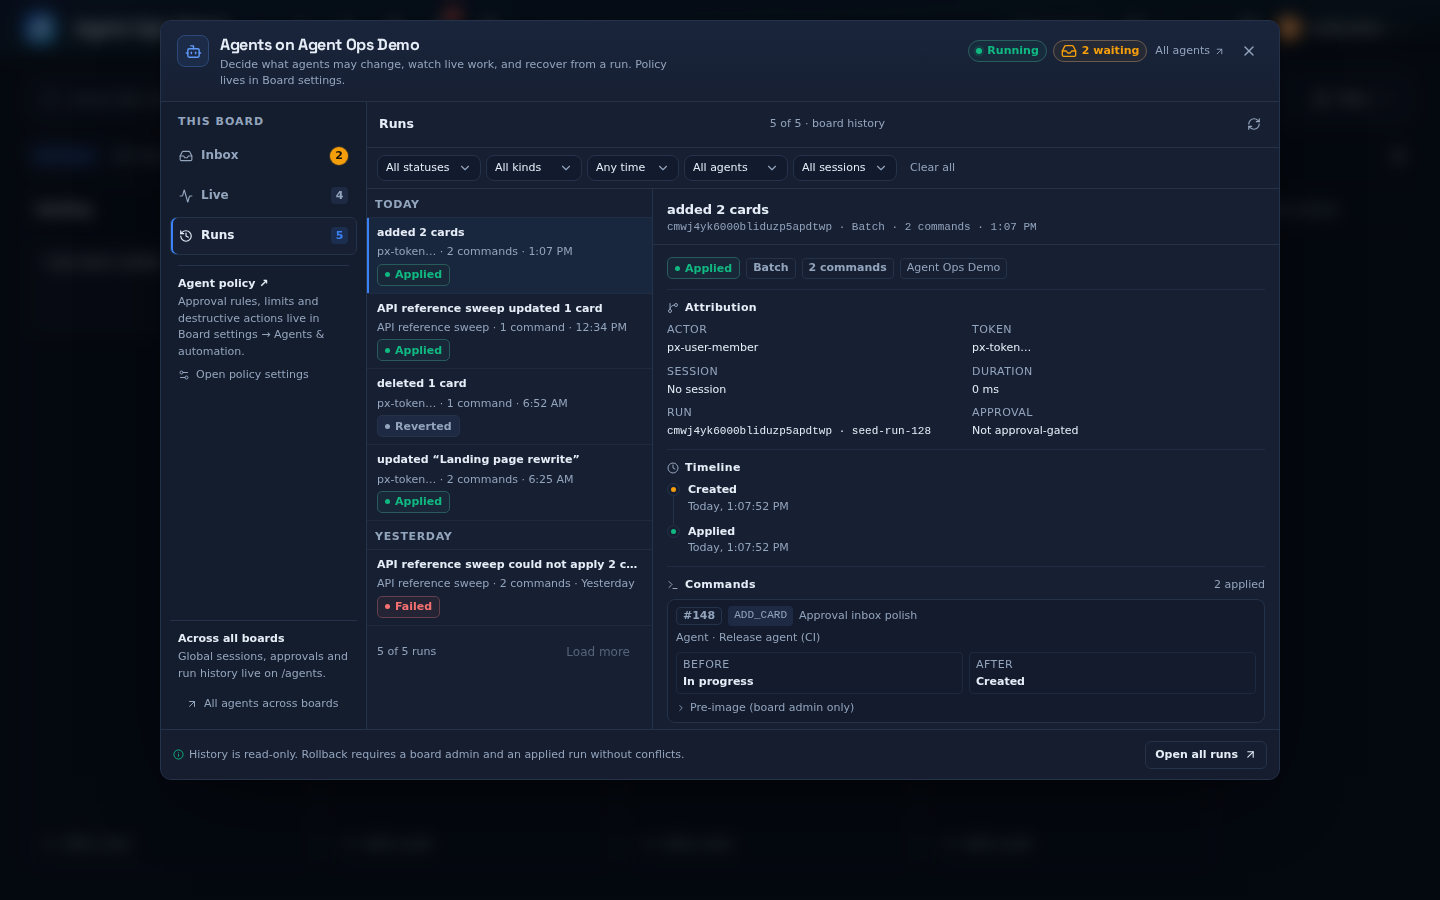 Agents on Agent Ops Demo
Decide what agents may change, watch live work, and recover from a run. Policy
lives in Board settings.
Running
2 waiting
All agents ↗
THIS BOARD
Inbox
2
Live
4
Runs
5
Agent policy ↗
Approval rules, limits and
destructive actions live in
Board settings → Agents &
automation.
Open policy settings
Across all boards
Global sessions, approvals and
run history live on /agents.
All agents across boards
Runs
5 of 5 · board history
All statuses
All kinds
Any time
All agents
All sessions
Clear all
TODAY
added 2 cards
px-token… · 2 commands · 1:07 PM
Applied
API reference sweep updated 1 card
API reference sweep · 1 command · 12:34 PM
Applied
deleted 1 card
px-token… · 1 command · 6:52 AM
Reverted
updated “Landing page rewrite”
px-token… · 2 commands · 6:25 AM
Applied
YESTERDAY
API reference sweep could not apply 2 c…
API reference sweep · 2 commands · Yesterday
Failed
5 of 5 runs
Load more
added 2 cards
cmwj4yk6000bliduzp5apdtwp · Batch · 2 commands · 1:07 PM
Applied
Batch
2 commands
Agent Ops Demo
Attribution
ACTOR
px-user-member
TOKEN
px-token…
SESSION
No session
DURATION
0 ms
RUN
cmwj4yk6000bliduzp5apdtwp · seed-run-128
APPROVAL
Not approval-gated
Timeline
Created
Today, 1:07:52 PM
Applied
Today, 1:07:52 PM
Commands
2 applied
#148
ADD_CARD
Approval inbox polish
Agent · Release agent (CI)
BEFORE
In progress
AFTER
Created
Pre-image (board admin only)
History is read-only. Rollback requires a board admin and an applied run without conflicts.
Open all runs ↗